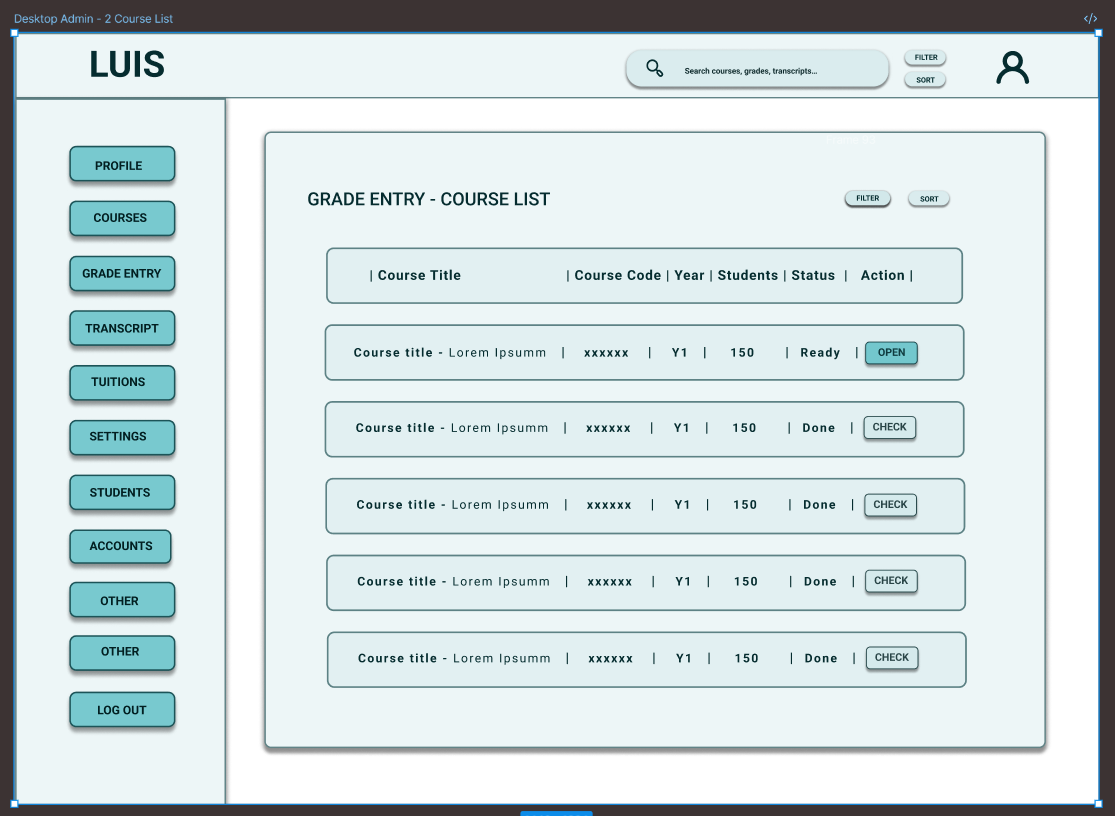 Desktop Admin - 2 Course List
</>
LUIS
Search courses, grades, transcripts...
FILTER
SORT
PROFILE
COURSES
GRADE ENTRY
TRANSCRIPT
TUITIONS
SETTINGS
STUDENTS
ACCOUNTS
OTHER
OTHER
LOG OUT
GRADE ENTRY - COURSE LIST
FILTER
SORT
| Course Title | Course Code | Year | Students | Status | Action |
Course title - Lorem Ipsumm | xxxxxx | Y1 | 150 | Ready | OPEN
Course title - Lorem Ipsumm | xxxxxx | Y1 | 150 | Done | CHECK
Course title - Lorem Ipsumm | xxxxxx | Y1 | 150 | Done | CHECK
Course title - Lorem Ipsumm | xxxxxx | Y1 | 150 | Done | CHECK
Course title - Lorem Ipsumm | xxxxxx | Y1 | 150 | Done | CHECK